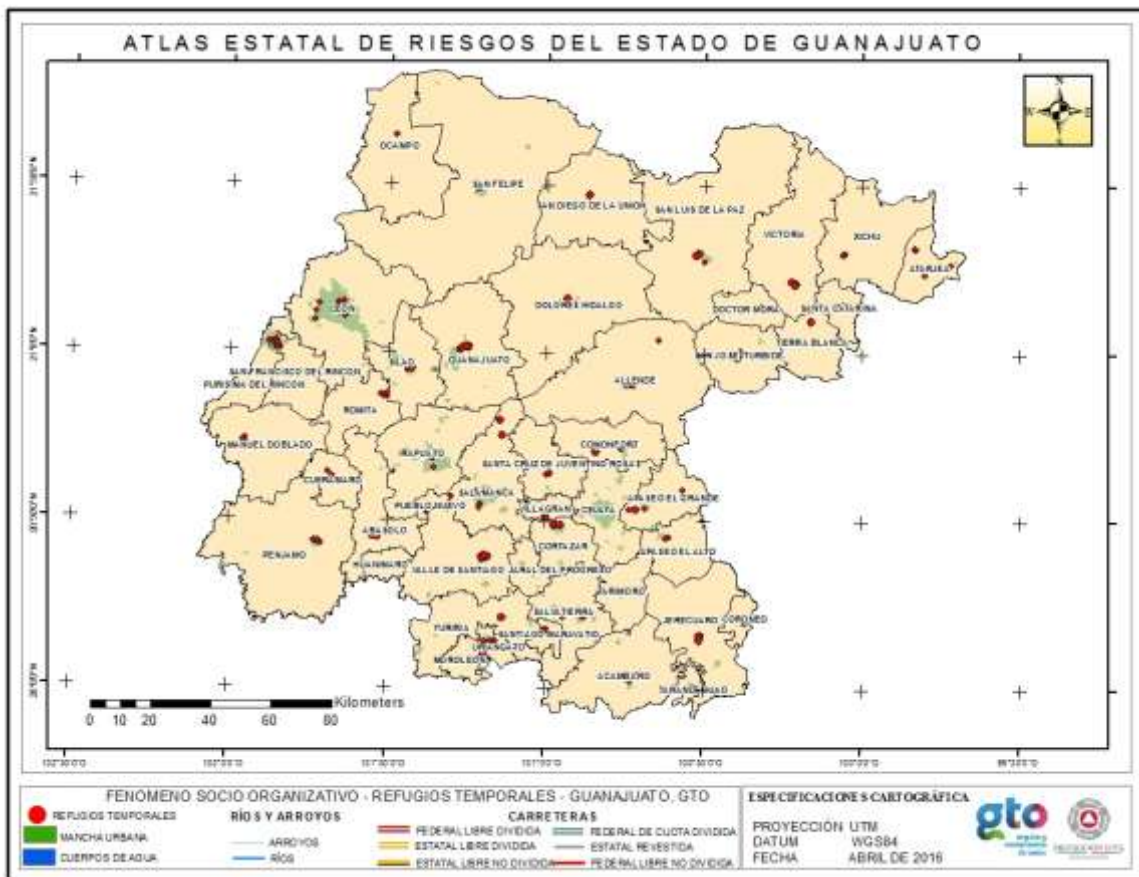 ATLAS ESTATAL DE RIESGOS DEL ESTADO DE GUANAJUATO
N
W E
S
OCAMPO
SAN FELIPE
SAN DIEGO DE LA UNION
SAN LUIS DE LA PAZ
VICTORIA
XICHU
ATARJEA
LEON
DOLORES HIDALGO
DOCTOR MORA
SANTA CATARINA
TIERRA BLANCA
SILAO
GUANAJUATO
SAN FRANCISCO DEL RINCON
PURISIMA DEL RINCON
ALLENDE
ROMITA
MANUEL DOBLADO
IRAPUATO
COMONFORT
SANTA CRUZ DE JUVENTINO ROSAS
CUERAMARO
SALAMANCA
APASEO EL GRANDE
PUEBLO NUEVO
VILLAGRAN
CELAYA
ABASOLO
CORTAZAR
APASEO EL ALTO
PENJAMO
HUANIMARO
VALLE DE SANTIAGO
JARAL DEL PROGRESO
TARIMORO
SALVATIERRA
JERECUARO
CORONEO
YURIRIA
SANTIAGO MARAVATIO
URIANGATO
MOROLEON
ACAMBARO
TARANDACUAO
Kilometers
0 5 10 20 40 60 80
FENOMENO SOCIO ORGANIZATIVO - REFUGIOS TEMPORALES - GUANAJUATO, GTO
REFUGIOS TEMPORALES
MANCHA URBANA
CUERPOS DE AGUA
RÍOS Y ARROYOS
ARROYOS
RÍOS
CARRETERAS
FEDERAL LIBRE DIVIDIDA
ESTATAL LIBRE DIVIDIDA
ESTATAL LIBRE NO DIVIDIDA
FEDERAL DE CUOTA DIVIDIDA
ESTATAL REVESTIDA
FEDERAL LIBRE NO DIVIDIDA
ESPECIFICACIONES CARTOGRÁFICA
PROYECCIÓN UTM
DATUM WGS84
FECHA ABRIL DE 2016
gto